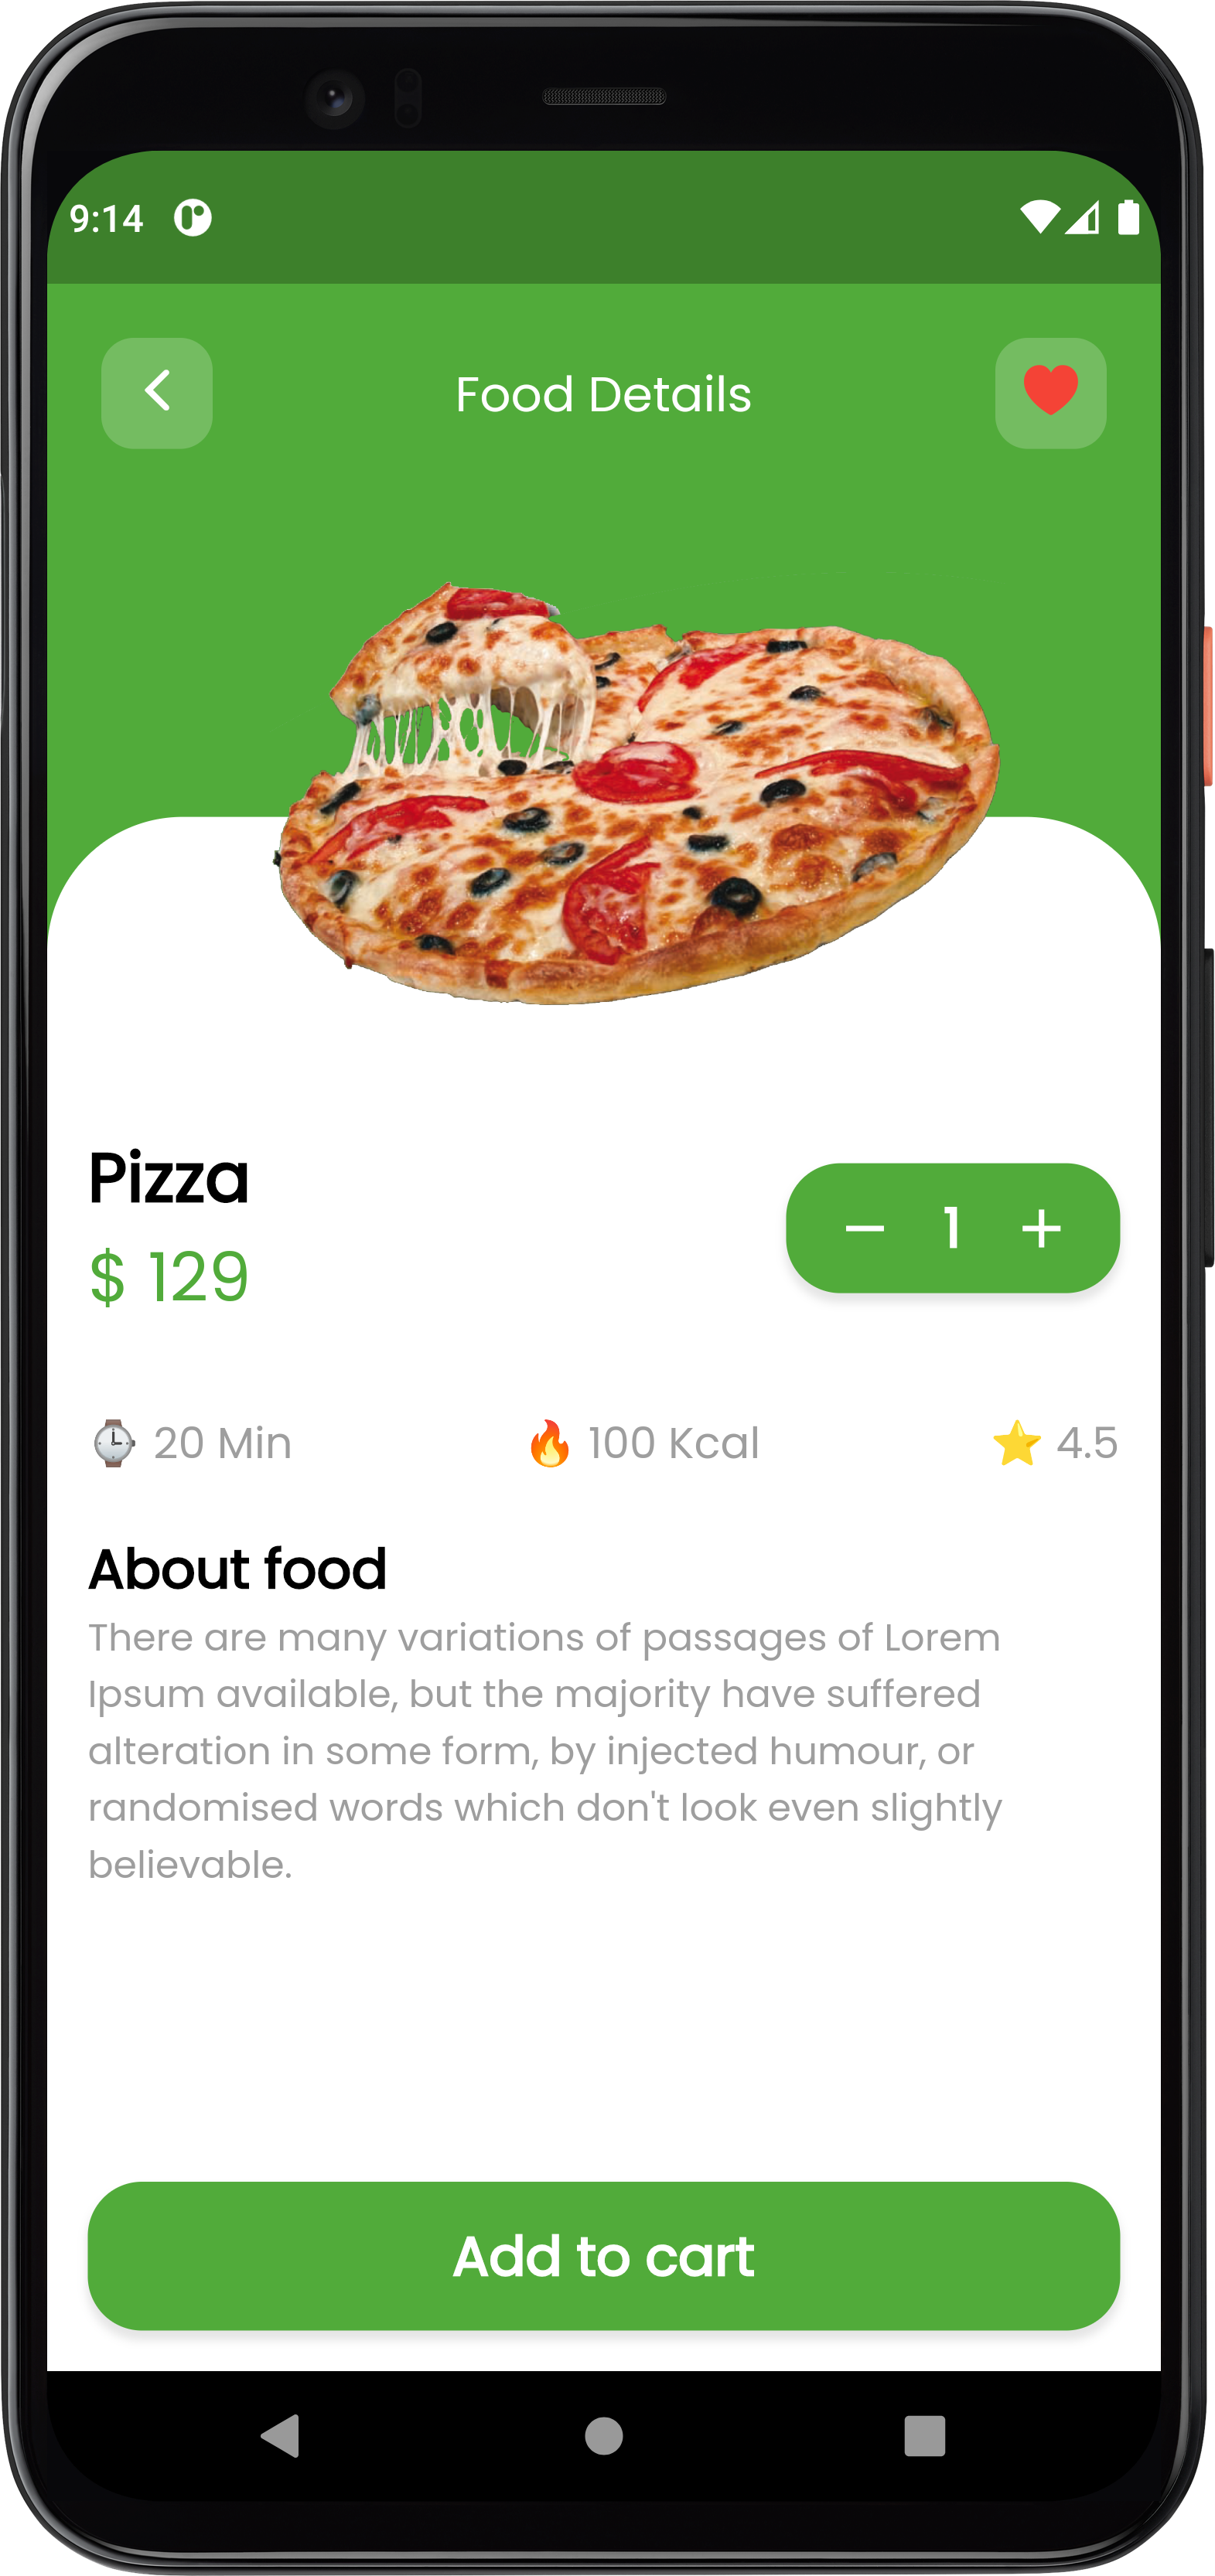 9:14
Food Details
Pizza
$ 129
1
20 Min
100 Kcal
4.5
About food
There are many variations of passages of Lorem
Ipsum available, but the majority have suffered
alteration in some form, by injected humour, or
randomised words which don't look even slightly
believable.
Add to cart